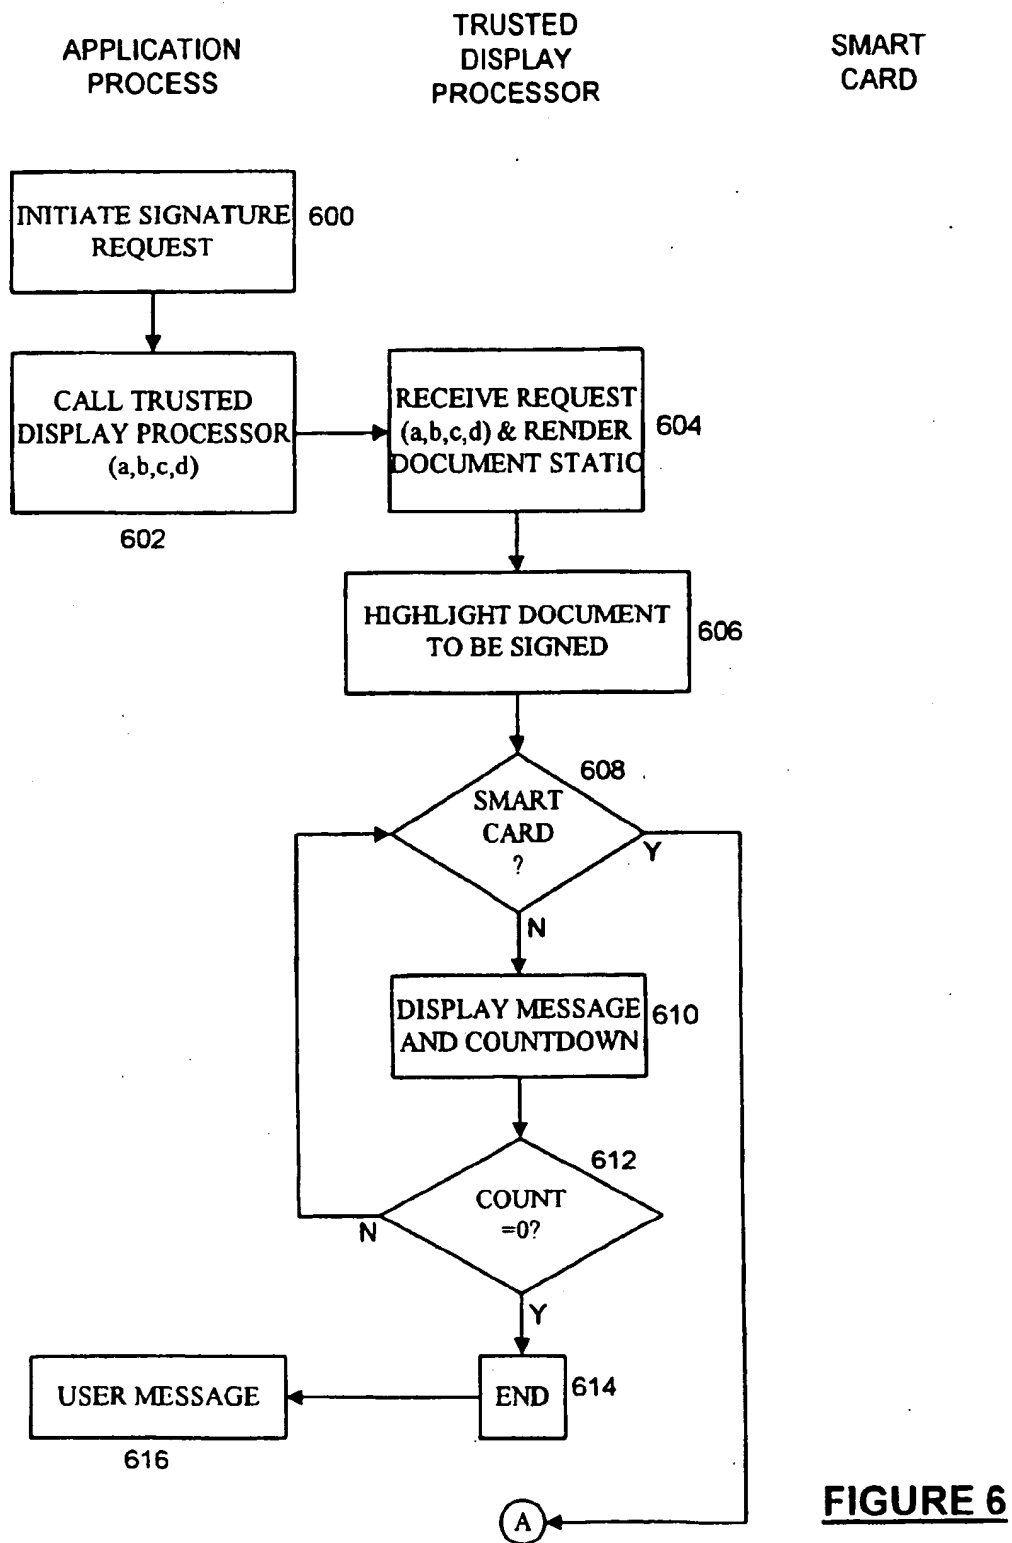 APPLICATION
PROCESS
TRUSTED
DISPLAY
PROCESSOR
SMART
CARD
INITIATE SIGNATURE
REQUEST
600
CALL TRUSTED
DISPLAY PROCESSOR
(a,b,c,d)
602
RECEIVE REQUEST
(a,b,c,d) & RENDER
DOCUMENT STATIC
604
HIGHLIGHT DOCUMENT
TO BE SIGNED
606
608
SMART
CARD
?
Y
N
DISPLAY MESSAGE
AND COUNTDOWN
610
612
COUNT
=0?
N
Y
USER MESSAGE
616
END
614
A
FIGURE 6